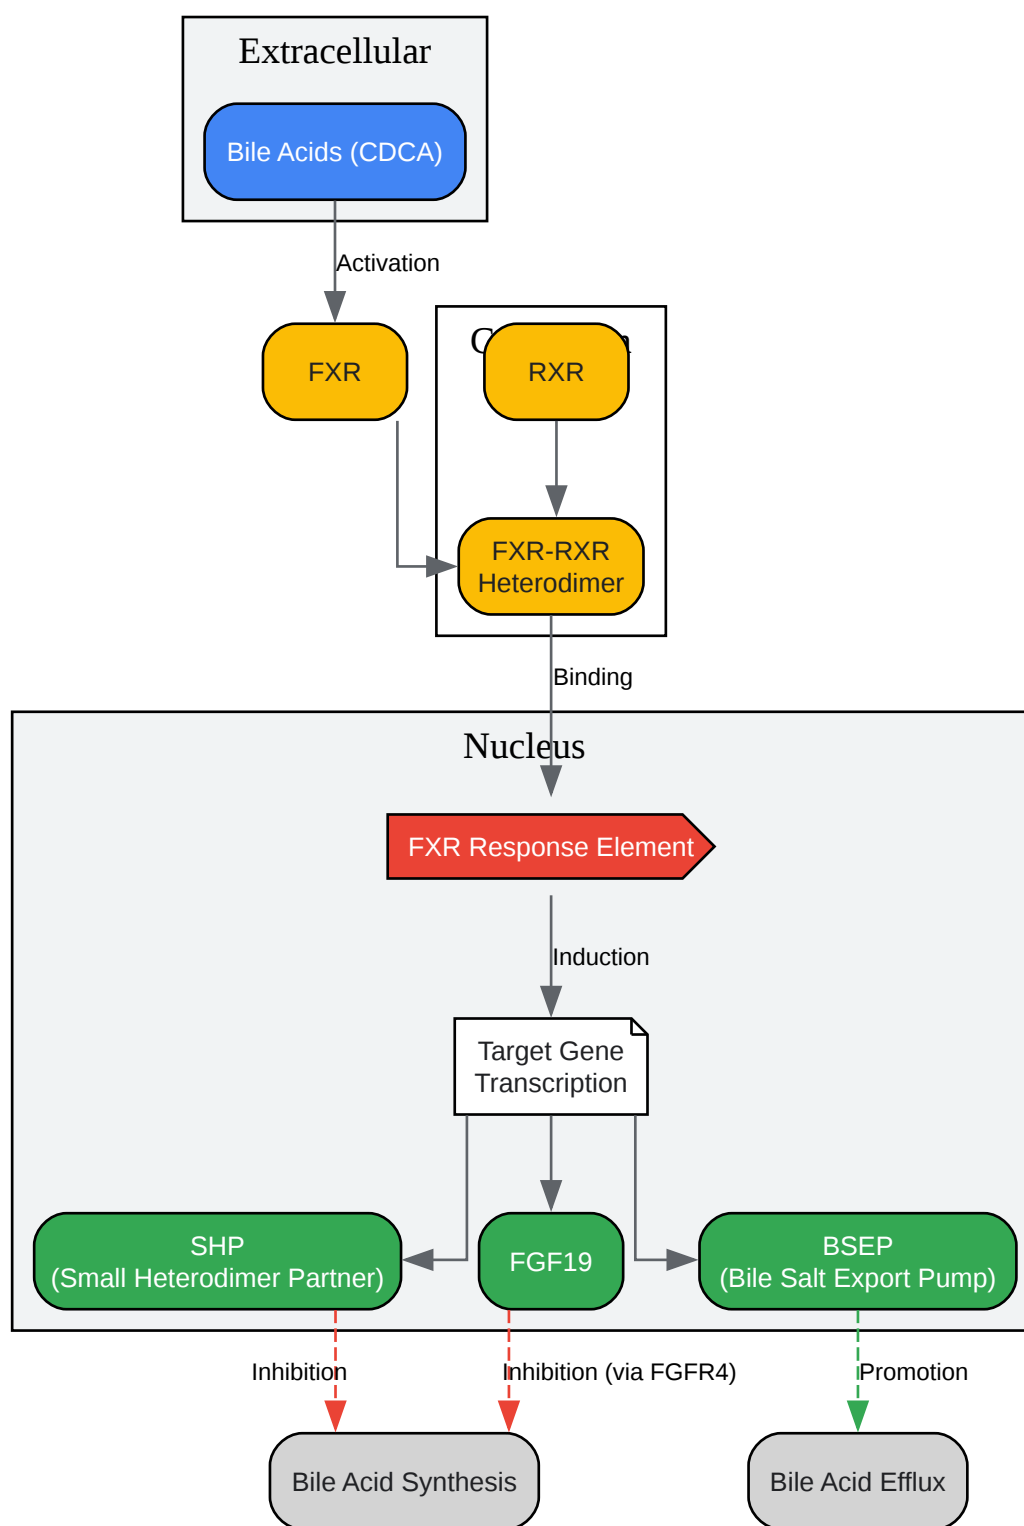 Extracellular
Bile Acids (CDCA)
Activation
FXR
RXR
FXR-RXR
Heterodimer
Binding
Nucleus
FXR Response Element
Induction
Target Gene
Transcription
SHP
(Small Heterodimer Partner)
FGF19
BSEP
(Bile Salt Export Pump)
Inhibition
Inhibition (via FGFR4)
Promotion
Bile Acid Synthesis
Bile Acid Efflux